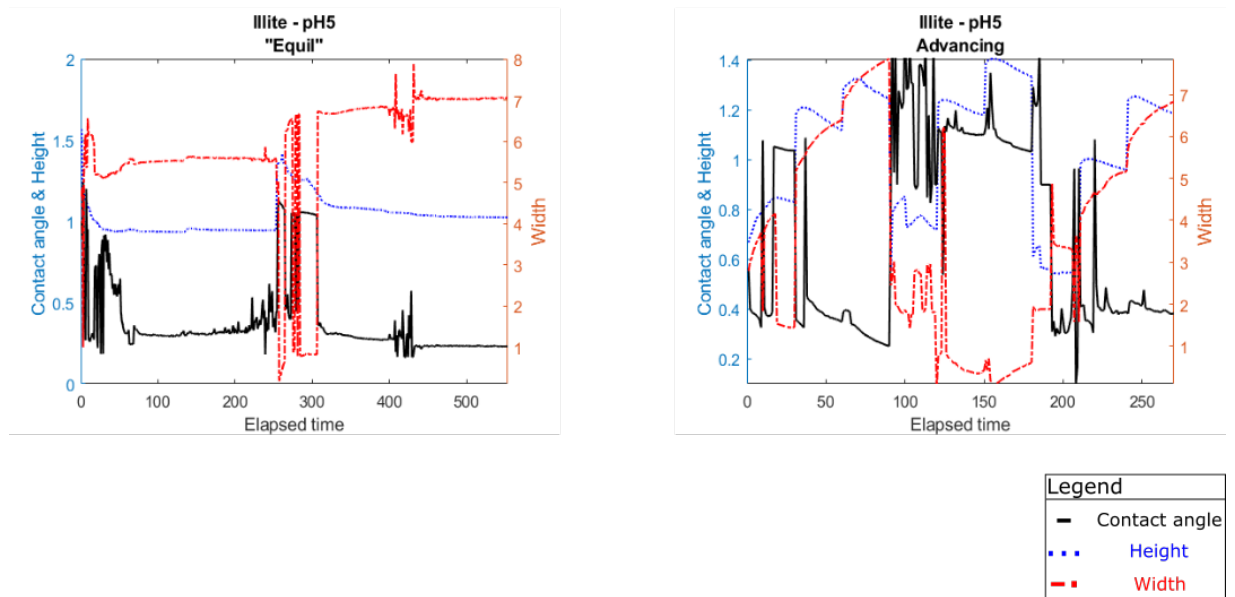 Illite - pH5
"Equil"
Contact angle & Height
2
1.5
1
0.5
0
8
7
6
5
4
3
2
1
Width
0 100 200 300 400 500
Elapsed time
Illite - pH5
Advancing
Contact angle & Height
1.4
1.2
1
0.8
0.6
0.4
0.2
7
6
5
4
3
2
1
Width
0 50 100 150 200 250
Elapsed time
Legend
Contact angle
Height
Width